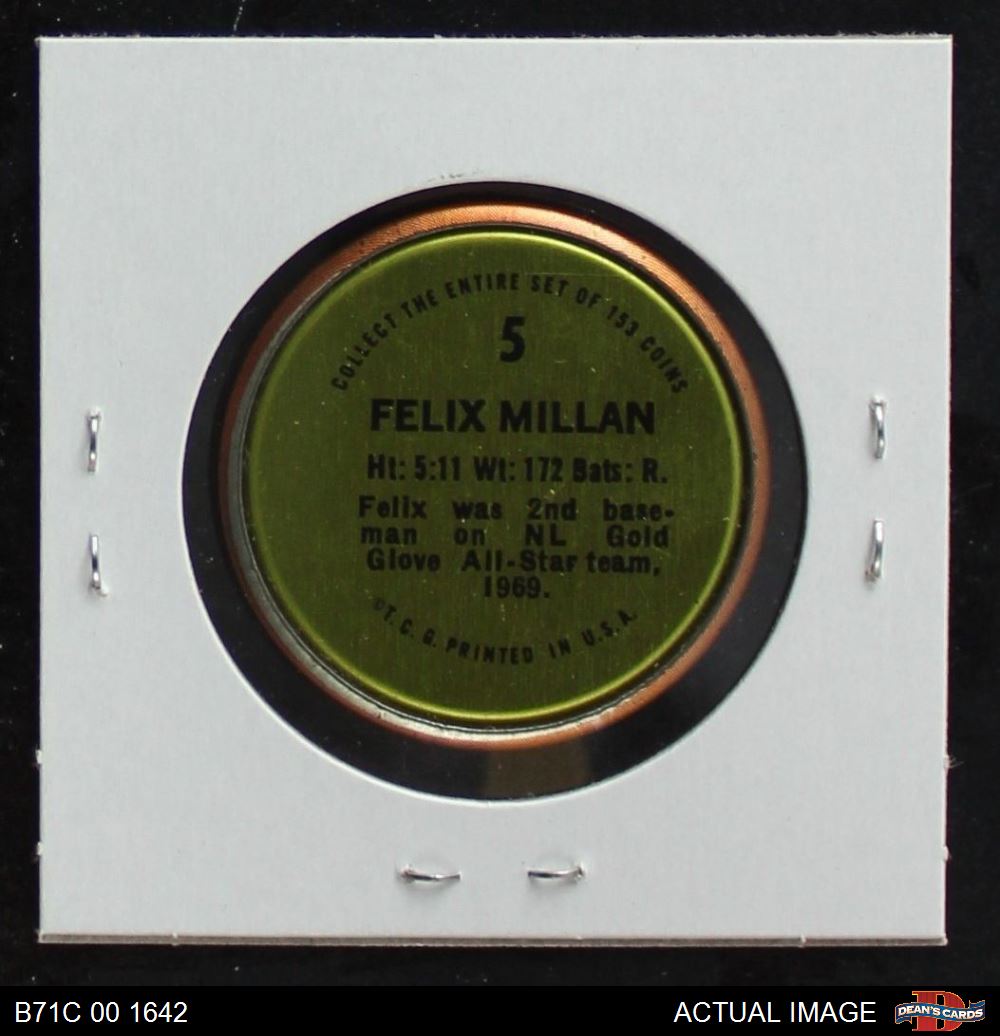 COLLECT THE ENTIRE SET OF 153 COINS
5
FELIX MILLAN
Ht: 5:11 Wt: 172 Bats: R.
Felix was 2nd base-
man on NL Gold
Glove All-Star team,
1969.
©T. C. G. PRINTED IN U.S.A.
B71C 00 1642
ACTUAL IMAGE
DEAN'S CARDS